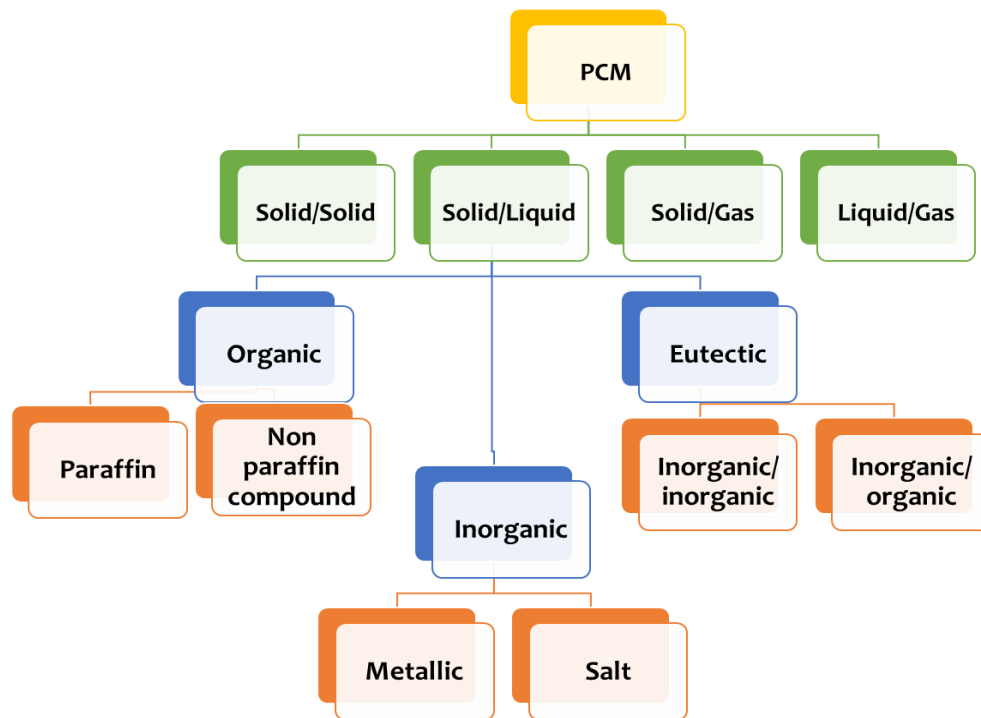 PCM
Solid/Solid
Solid/Liquid
Solid/Gas
Liquid/Gas
Organic
Eutectic
Paraffin
Non
paraffin
compound
Inorganic/
inorganic
Inorganic/
organic
Inorganic
Metallic
Salt